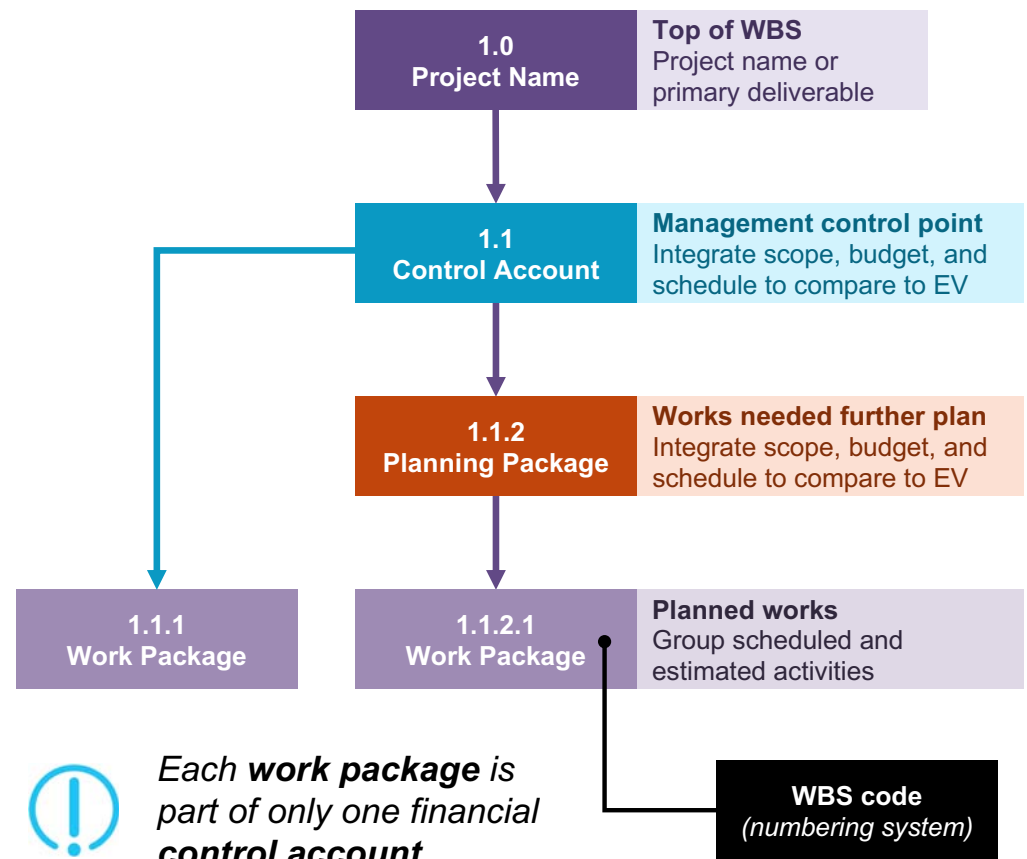 1.0
Project Name
Top of WBS
Project name or
primary deliverable
1.1
Control Account
Management control point
Integrate scope, budget, and
schedule to compare to EV
1.1.2
Planning Package
Works needed further plan
Integrate scope, budget, and
schedule to compare to EV
1.1.1
Work Package
1.1.2.1
Work Package
Planned works
Group scheduled and
estimated activities
Each work package is
part of only one financial
control account
WBS code
(numbering system)